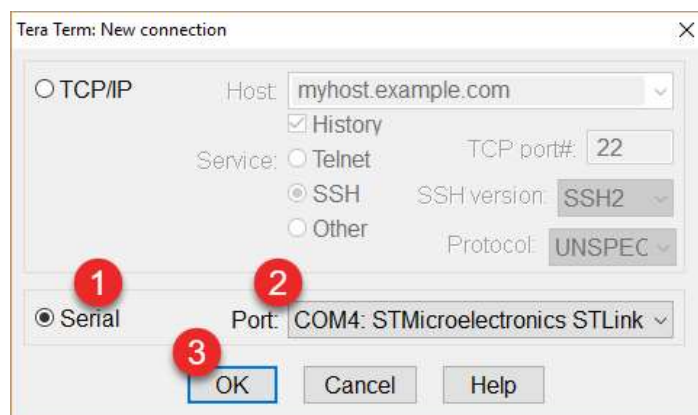 Tera Term: New connection
TCP/IP
Host: myhost.example.com
History
Service: Telnet
TCP port#: 22
SSH
SSH version: SSH2
Other
Protocol: UNSPEC
1
2
Serial
Port: COM4: STMicroelectronics STLink
3
OK
Cancel
Help